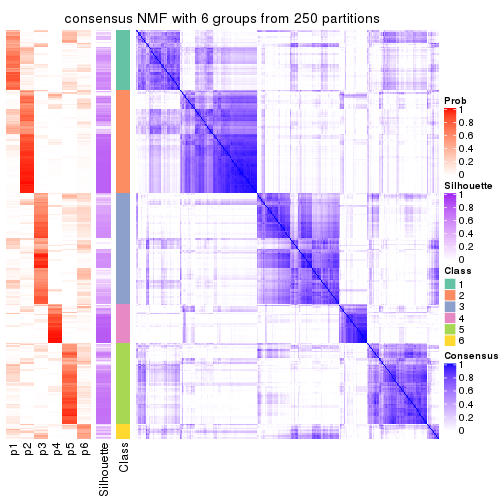 consensus NMF with 6 groups from 250 partitions
Prob
1
0.8
0.6
0.4
0.2
0
Silhouette
1
0.8
0.6
0.4
0.2
0
Class
1
2
3
4
5
6
Consensus
1
0.8
0.6
0.4
0.2
0
p1
p2
p3
p4
p5
p6
Silhouette
Class